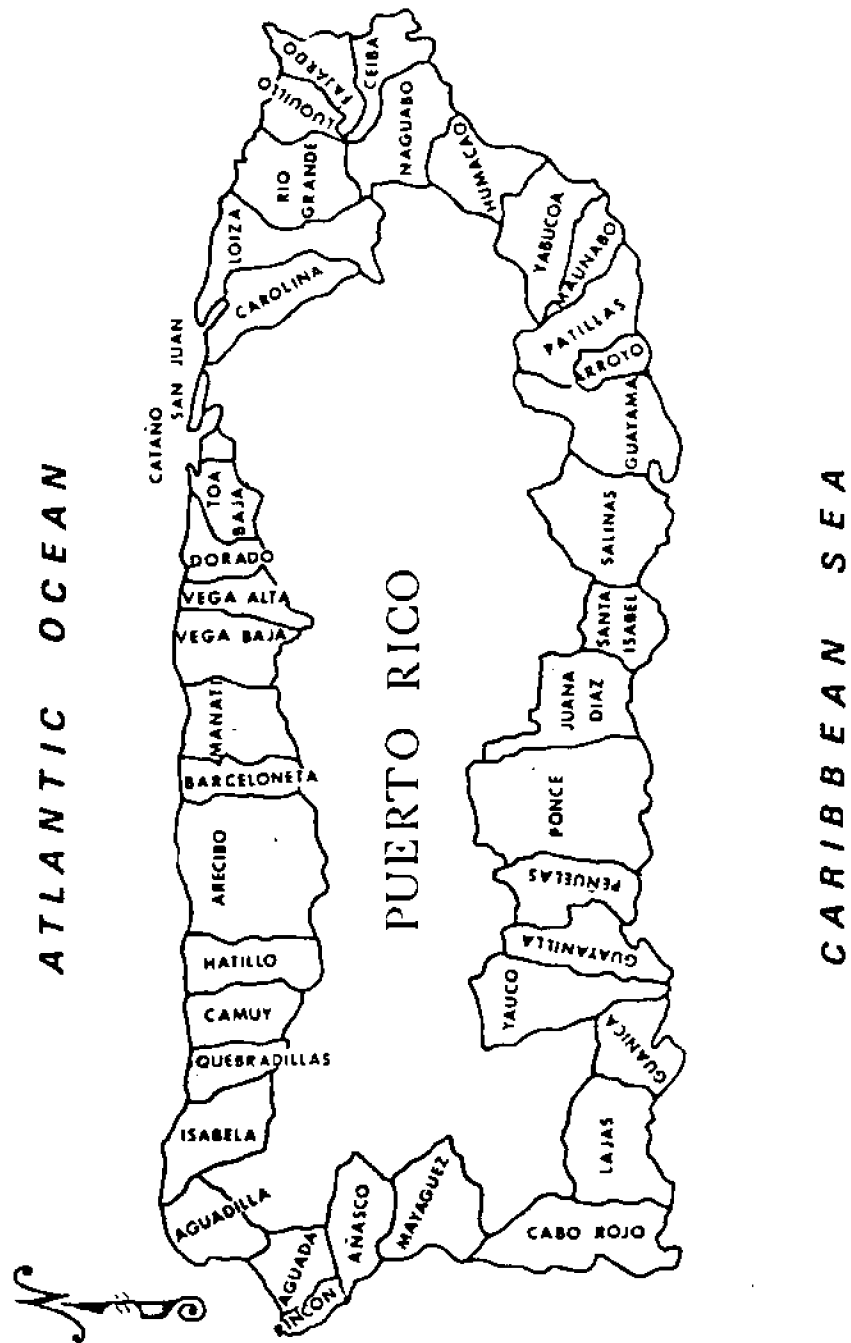 ATLANTIC OCEAN
PUERTO RICO
CARIBBEAN SEA
AGUADILLA
ISABELA
QUEBRADILLAS
CAMUY
HATILLO
ARECIBO
BARCELONETA
MANATI
VEGA BAJA
VEGA ALTA
DORADO
TOA
BAJA
CATAÑO
SAN JUAN
CAROLINA
LOIZA
RIO
GRANDE
LUQUILLO
FAJARDO
CEIBA
NAGUABO
HUMACAO
YABUCOA
MAUNABO
PATILLAS
ARROYO
GUAYAMA
SALINAS
SANTA
ISABEL
JUANA
DIAZ
PONCE
PEÑUELAS
GUAYANILLA
YAUCO
GUANICA
LAJAS
CABO ROJO
MAYAGUEZ
AÑASCO
AGUADA
RINCON
N